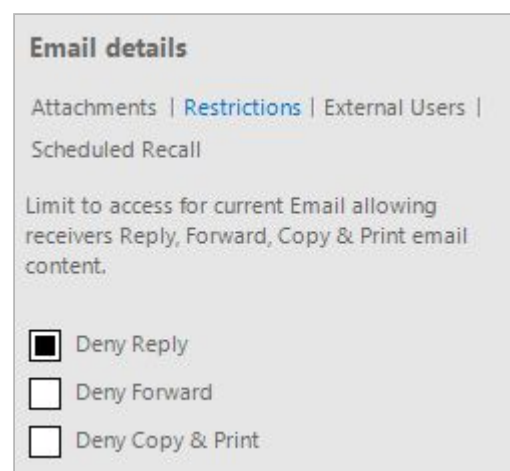 Email details
Attachments | Restrictions | External Users |
Scheduled Recall
Limit to access for current Email allowing
receivers Reply, Forward, Copy & Print email
content.
Deny Reply
Deny Forward
Deny Copy & Print